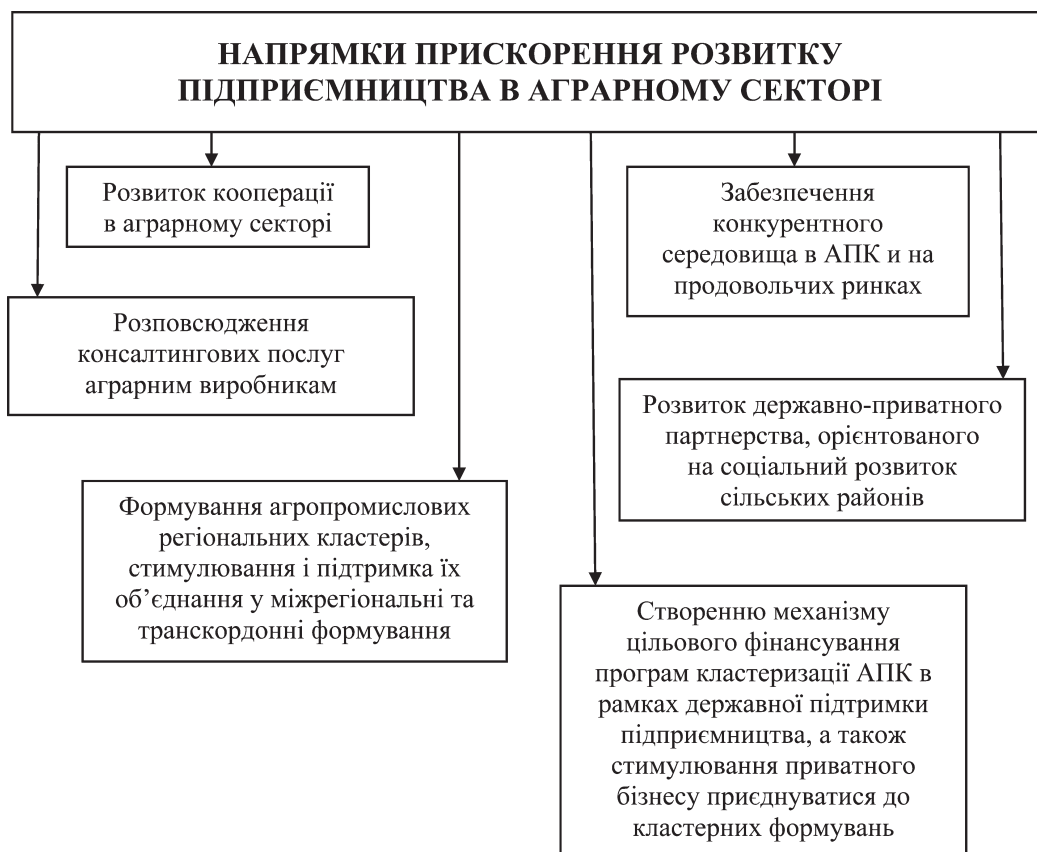 НАПРЯМКИ ПРИСКОРЕННЯ РОЗВИТКУ
ПІДПРИЄМНИЦТВА В АГРАРНОМУ СЕКТОРІ
Розвиток кооперації
в аграрному секторі
Забезпечення
конкурентного
середовища в АПК и на
продовольчих ринках
Розповсюдження
консалтингових послуг
аграрним виробникам
Розвиток державно-приватного
партнерства, орієнтованого
на соціальний розвиток
сільських районів
Формування агропромислових
регіональних кластерів,
стимулювання і підтримка їх
об’єднання у міжрегіональні та
транскордонні формування
Створенню механізму
цільового фінансування
програм кластеризації АПК в
рамках державної підтримки
підприємництва, а також
стимулювання приватного
бізнесу приєднуватися до
кластерних формувань